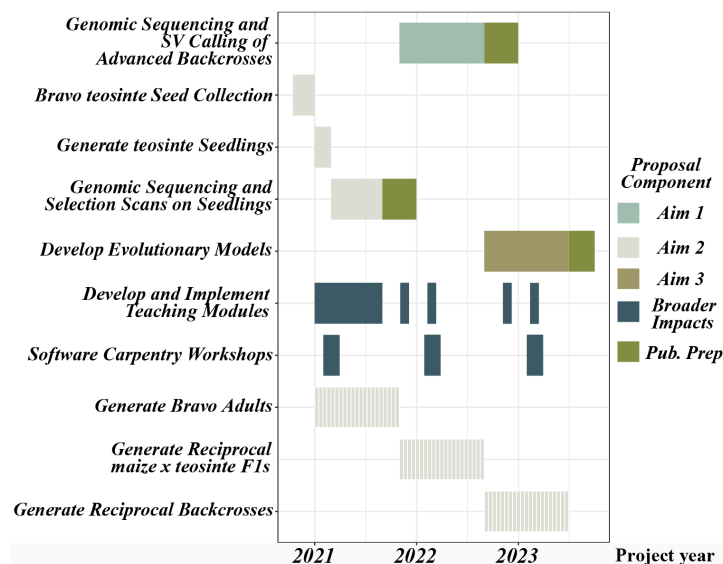 Genomic Sequencing and
SV Calling of
Advanced Backcrosses
Bravo teosinte Seed Collection
Generate teosinte Seedlings
Genomic Sequencing and
Selection Scans on Seedlings
Develop Evolutionary Models
Develop and Implement
Teaching Modules
Software Carpentry Workshops
Generate Bravo Adults
Generate Reciprocal
maize x teosinte F1s
Generate Reciprocal Backcrosses
2021 2022 2023 Project year
Proposal
Component
Aim 1
Aim 2
Aim 3
Broader
Impacts
Pub. Prep